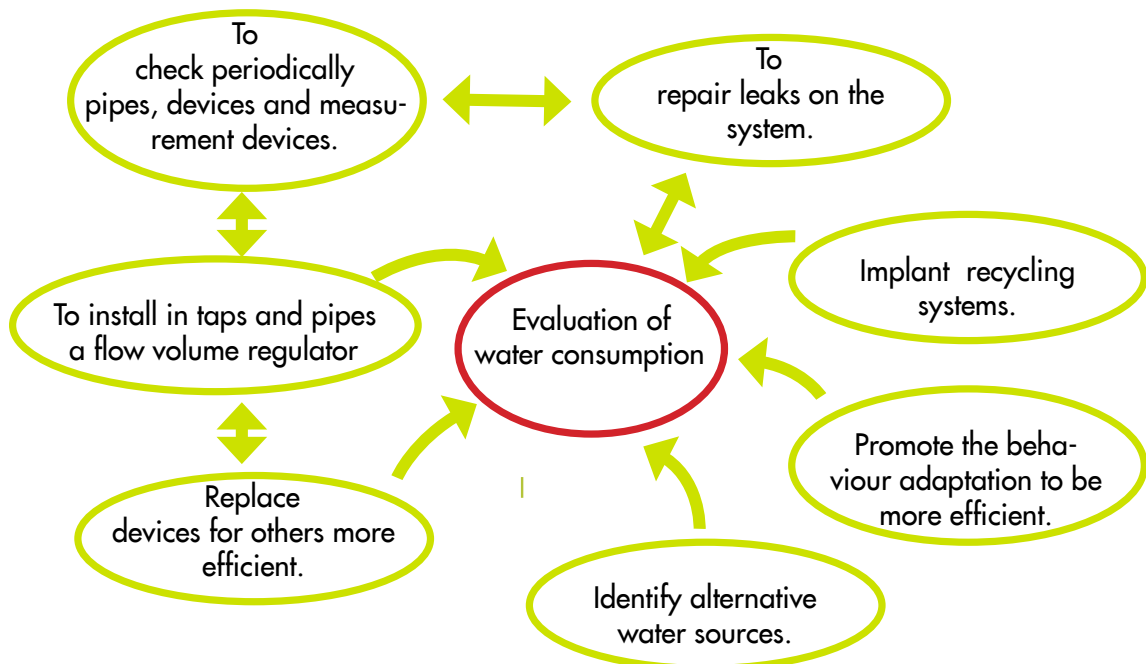 To
check periodically
pipes, devices and measu-
rement devices.
To
repair leaks on the
system.
To install in taps and pipes
a flow volume regulator
Evaluation of
water consumption
Implant recycling
systems.
Replace
devices for others more
efficient.
Promote the beha-
viour adaptation to be
more efficient.
Identify alternative
water sources.